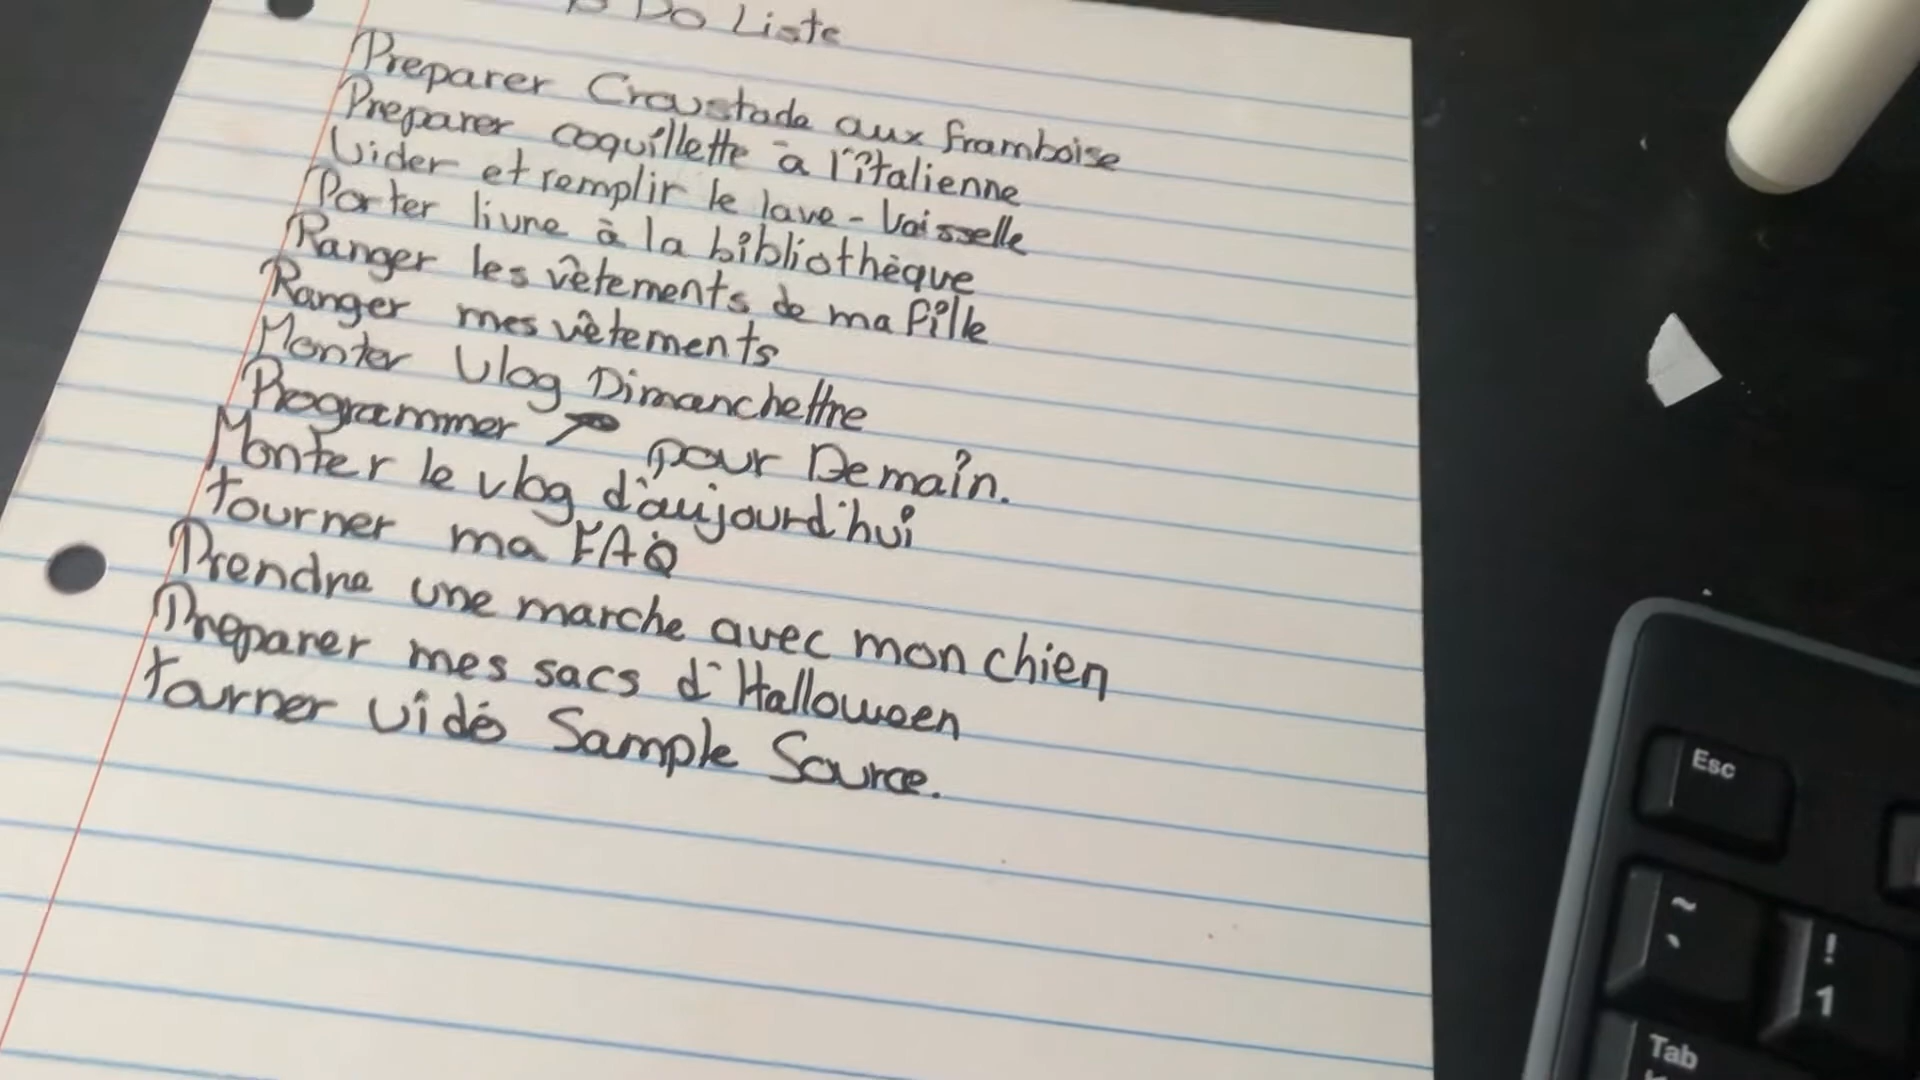 To Do Liste
Preparer Croustade aux framboise
Preparer coquillette à l'italienne
Vider et remplir le lave-Vaisselle
Porter livre à la bibliothèque
Ranger les vêtements de ma fille
Ranger mes vêtements
Monter Vlog Dimanchettre
Programmer → pour Demain.
Monter le vlog d'aujourd'hui
tourner ma FAQ
Prendre une marche avec mon chien
Preparer mes sacs d'Halloween
tourner vidéo Sample Source.
Esc
~
`
!
1
Tab